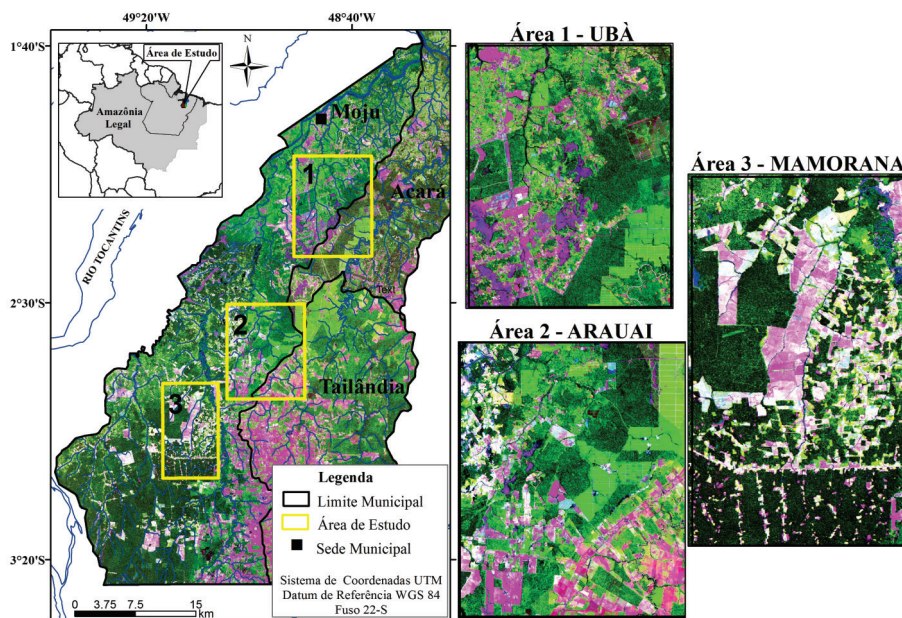 49°20'
48°40'
1°40'
2°30'
3°20'
Área de Estudo
Amazônia
Legal
N
Moju
Acará
Tailândia
RIO TOCANTINS
1
2
3
Legenda
Limite Municipal
Área de Estudo
Sede Municipal
Sistema de Coordenadas UTM
Datum de Referência WGS 84
Fuso 22-S
0 3.75 7.5 15
km
Área 1 - UBÀ
Área 2 - ARAUAI
Área 3 - MAMORANA